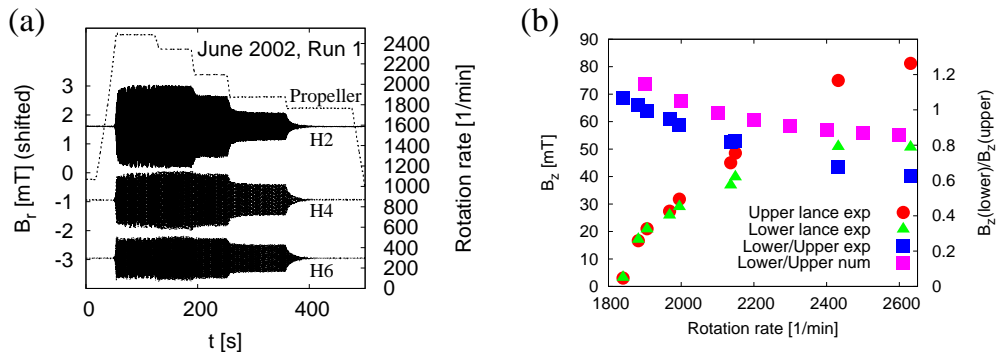 (a)
June 2002, Run 1
Propeller
H2
H4
H6
3
2
1
0
-1
-2
-3
B_r [mT] (shifted)
0
200
400
t [s]
2400
2200
2000
1800
1600
1400
1200
1000
800
600
400
200
0
Rotation rate [1/min]
(b)
90
80
70
60
50
40
30
20
10
0
B_z [mT]
1800
2000
2200
2400
2600
Rotation rate [1/min]
1.2
1
0.8
0.6
0.4
0.2
0
B_z(lower)/B_z(upper)
Upper lance exp
Lower lance exp
Lower/Upper exp
Lower/Upper num